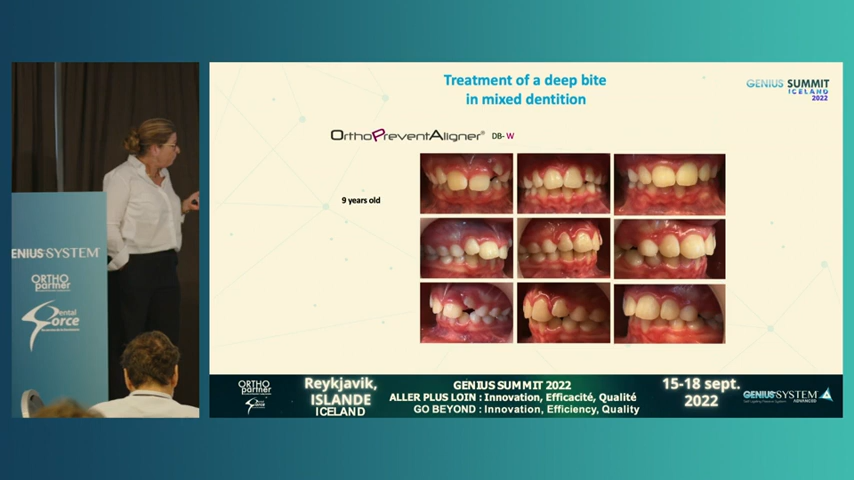 Treatment of a deep bite
in mixed dentition
GENIUS SUMMIT
ICELAND
2022
OrthoPreventAligner® DB-W
9 years old
ENIUS SYSTEM
ORTHO
partner
Dental
Force
ORTHO
partner
Reykjavik,
ISLANDE
ICELAND
GENIUS SUMMIT 2022
ALLER PLUS LOIN : Innovation, Efficacité, Qualité
GO BEYOND : Innovation, Efficiency, Quality
15-18 sept.
2022
GENIUS SYSTEM
ADVANCED